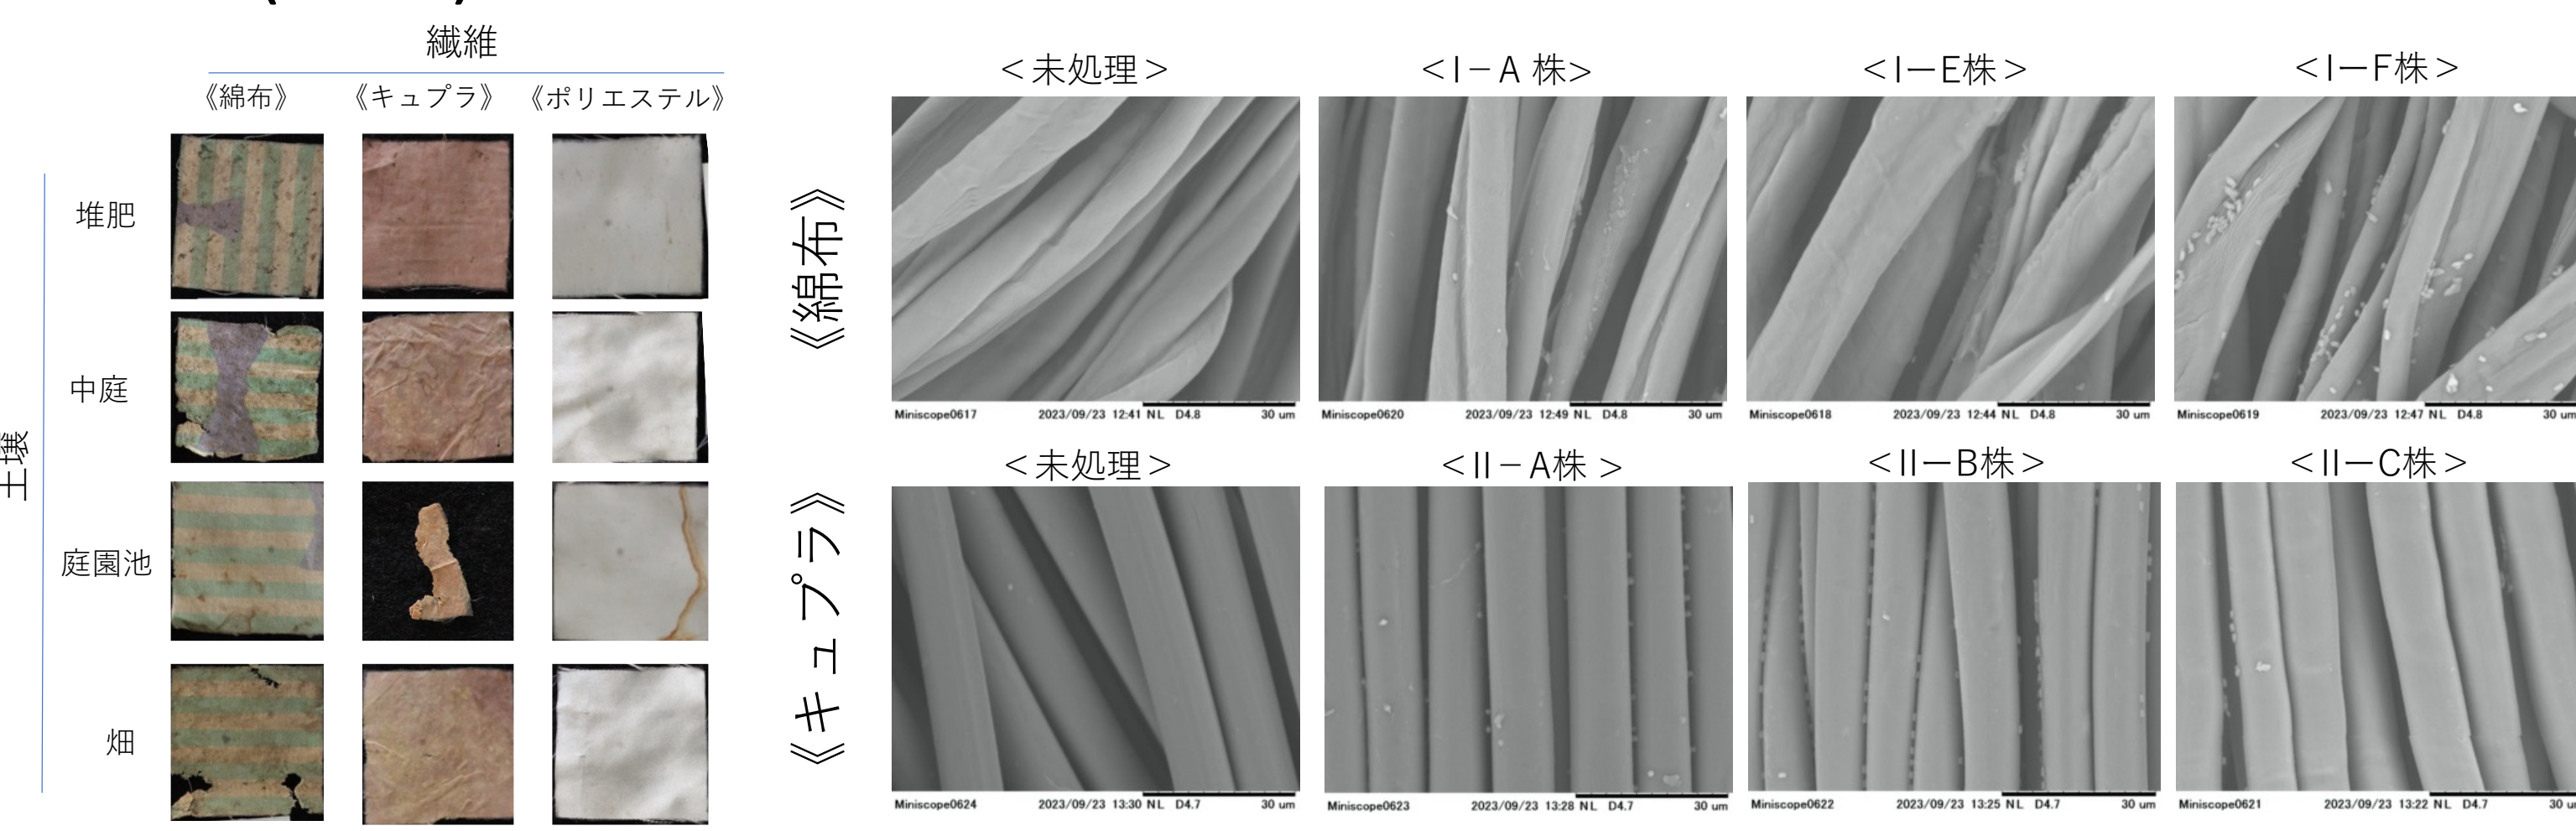 繊維
《綿布》
《キュプラ》
《ポリエステル》
土壌
堆肥
中庭
庭園池
畑
《綿布》
＜未処理＞
<Ⅰ－A 株>
＜Ⅰ－E株＞
＜Ⅰ－F株＞
Miniscope0617 2023/09/23 12:41 NL D4.8 30 um
Miniscope0620 2023/09/23 12:49 NL D4.8 30 um
Miniscope0618 2023/09/23 12:44 NL D4.8 30 um
Miniscope0619 2023/09/23 12:47 NL D4.8 30 um
《キュプラ》
＜未処理＞
＜Ⅱ－A株 ＞
＜Ⅱ－B株＞
＜Ⅱ－C株＞
Miniscope0624 2023/09/23 13:30 NL D4.7 30 um
Miniscope0623 2023/09/23 13:28 NL D4.7 30 um
Miniscope0622 2023/09/23 13:25 NL D4.7 30 um
Miniscope0621 2023/09/23 13:22 NL D4.7 30 um